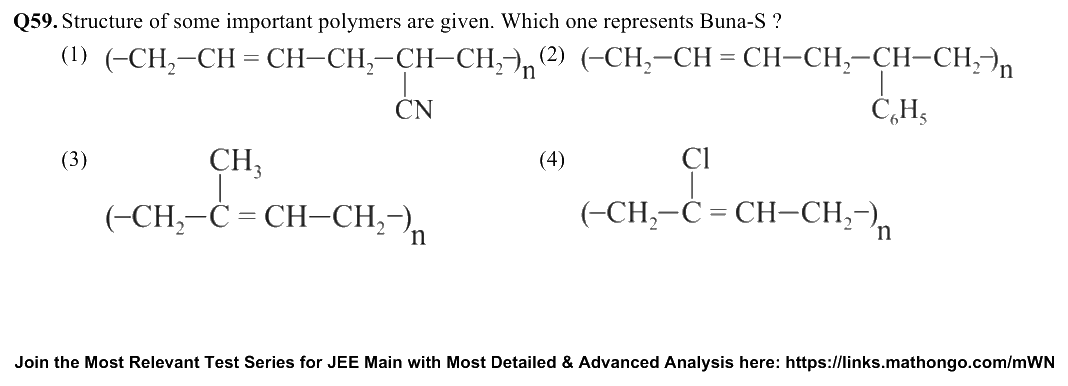 Q59. Structure of some important polymers are given. Which one represents Buna-S ?
(1) (–CH₂–CH = CH–CH₂–CH–CH₂–)n (2) (–CH₂–CH = CH–CH₂–CH–CH₂–)n
CN C₆H₅
(3) CH₃ (4) Cl
(–CH₂–C = CH–CH₂–)n (–CH₂–C = CH–CH₂–)n
Join the Most Relevant Test Series for JEE Main with Most Detailed & Advanced Analysis here: https://links.mathongo.com/mWN